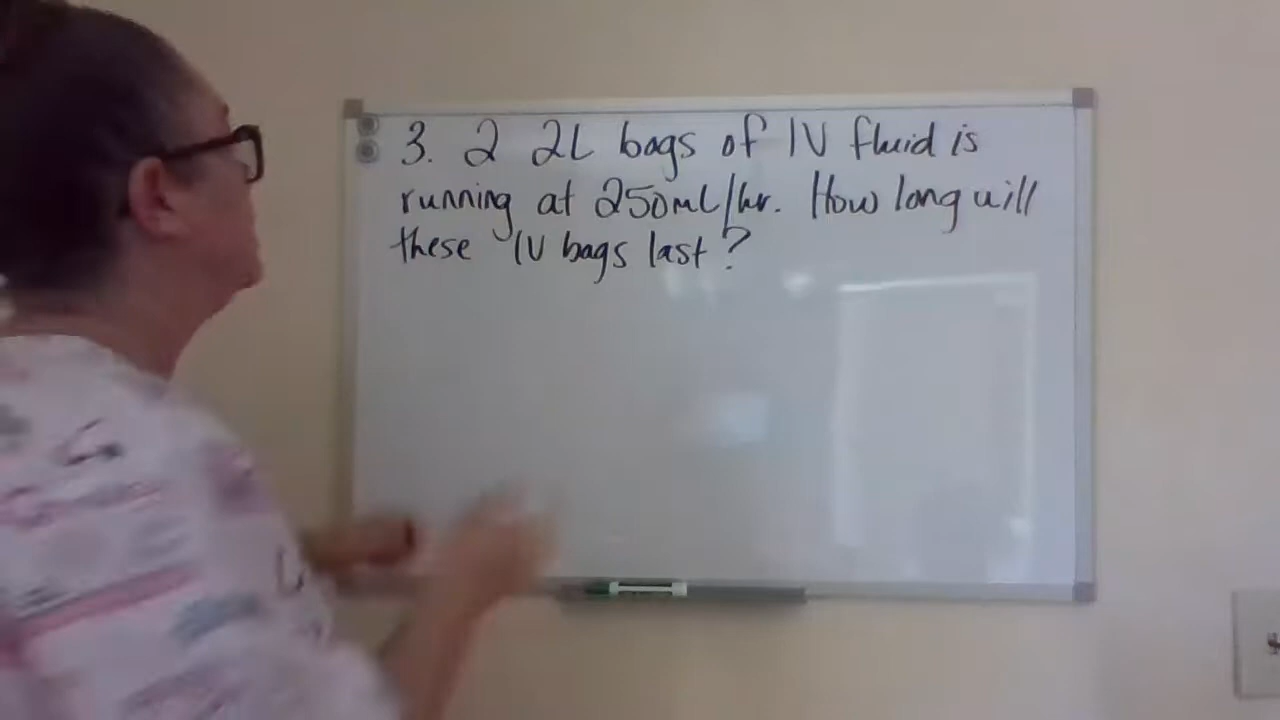 3. 2 2L bags of IV fluid is
running at 250mL/hr. How long will
these IV bags last?